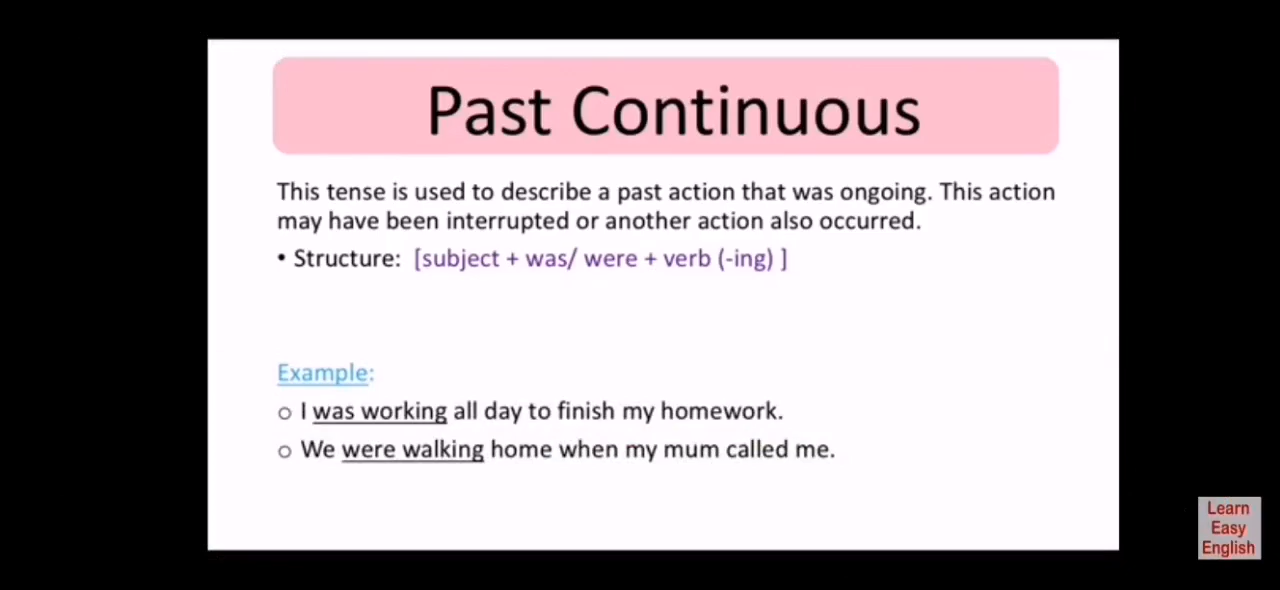 Past Continuous
This tense is used to describe a past action that was ongoing. This action
may have been interrupted or another action also occurred.
• Structure: [subject + was/ were + verb (-ing) ]
Example:
o I was working all day to finish my homework.
o We were walking home when my mum called me.
Learn
Easy
English